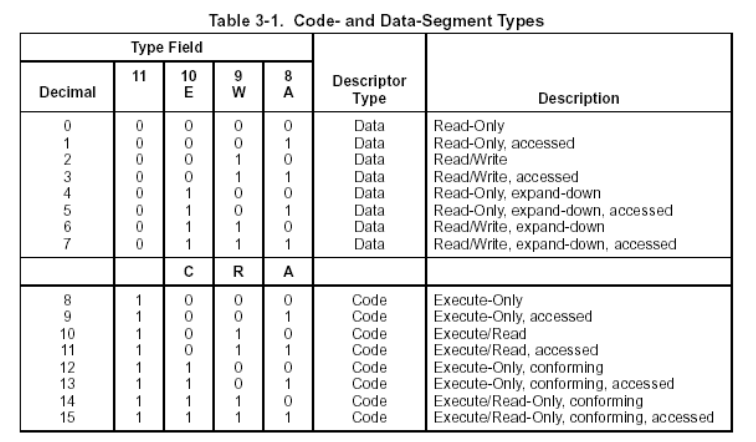 Table 3-1. Code- and Data-Segment Types
Type Field
Decimal 11 10 E 9 W 8 A Descriptor Type Description
0 0 0 0 0 Data Read-Only
1 0 0 0 1 Data Read-Only, accessed
2 0 0 1 0 Data Read/Write
3 0 0 1 1 Data Read/Write, accessed
4 0 1 0 0 Data Read-Only, expand-down
5 0 1 0 1 Data Read-Only, expand-down, accessed
6 0 1 1 0 Data Read/Write, expand-down
7 0 1 1 1 Data Read/Write, expand-down, accessed
C R A
8 1 0 0 0 Code Execute-Only
9 1 0 0 1 Code Execute-Only, accessed
10 1 0 1 0 Code Execute/Read
11 1 0 1 1 Code Execute/Read, accessed
12 1 1 0 0 Code Execute-Only, conforming
13 1 1 0 1 Code Execute-Only, conforming, accessed
14 1 1 1 0 Code Execute/Read-Only, conforming
15 1 1 1 1 Code Execute/Read-Only, conforming, accessed